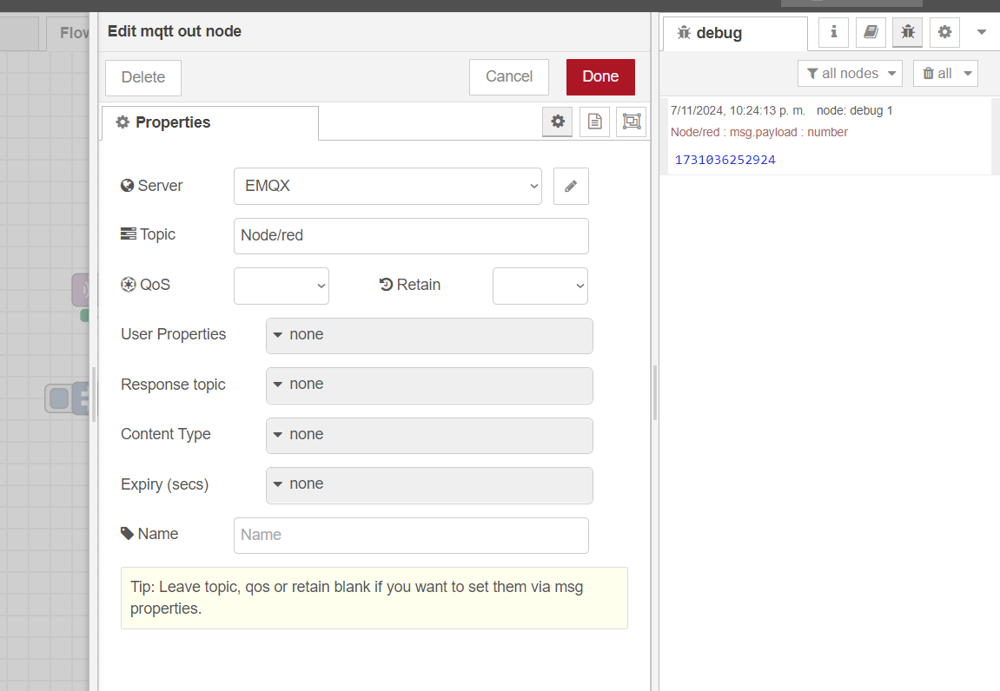 Flow
Edit mqtt out node
debug
Delete
Cancel
Done
all nodes
all
Properties
7/11/2024, 10:24:13 p. m. node: debug 1
Node/red : msg.payload : number
1731036252924
Server
EMQX
Topic
Node/red
QoS
Retain
User Properties
none
Response topic
none
Content Type
none
Expiry (secs)
none
Name
Name
Tip: Leave topic, qos or retain blank if you want to set them via msg
properties.